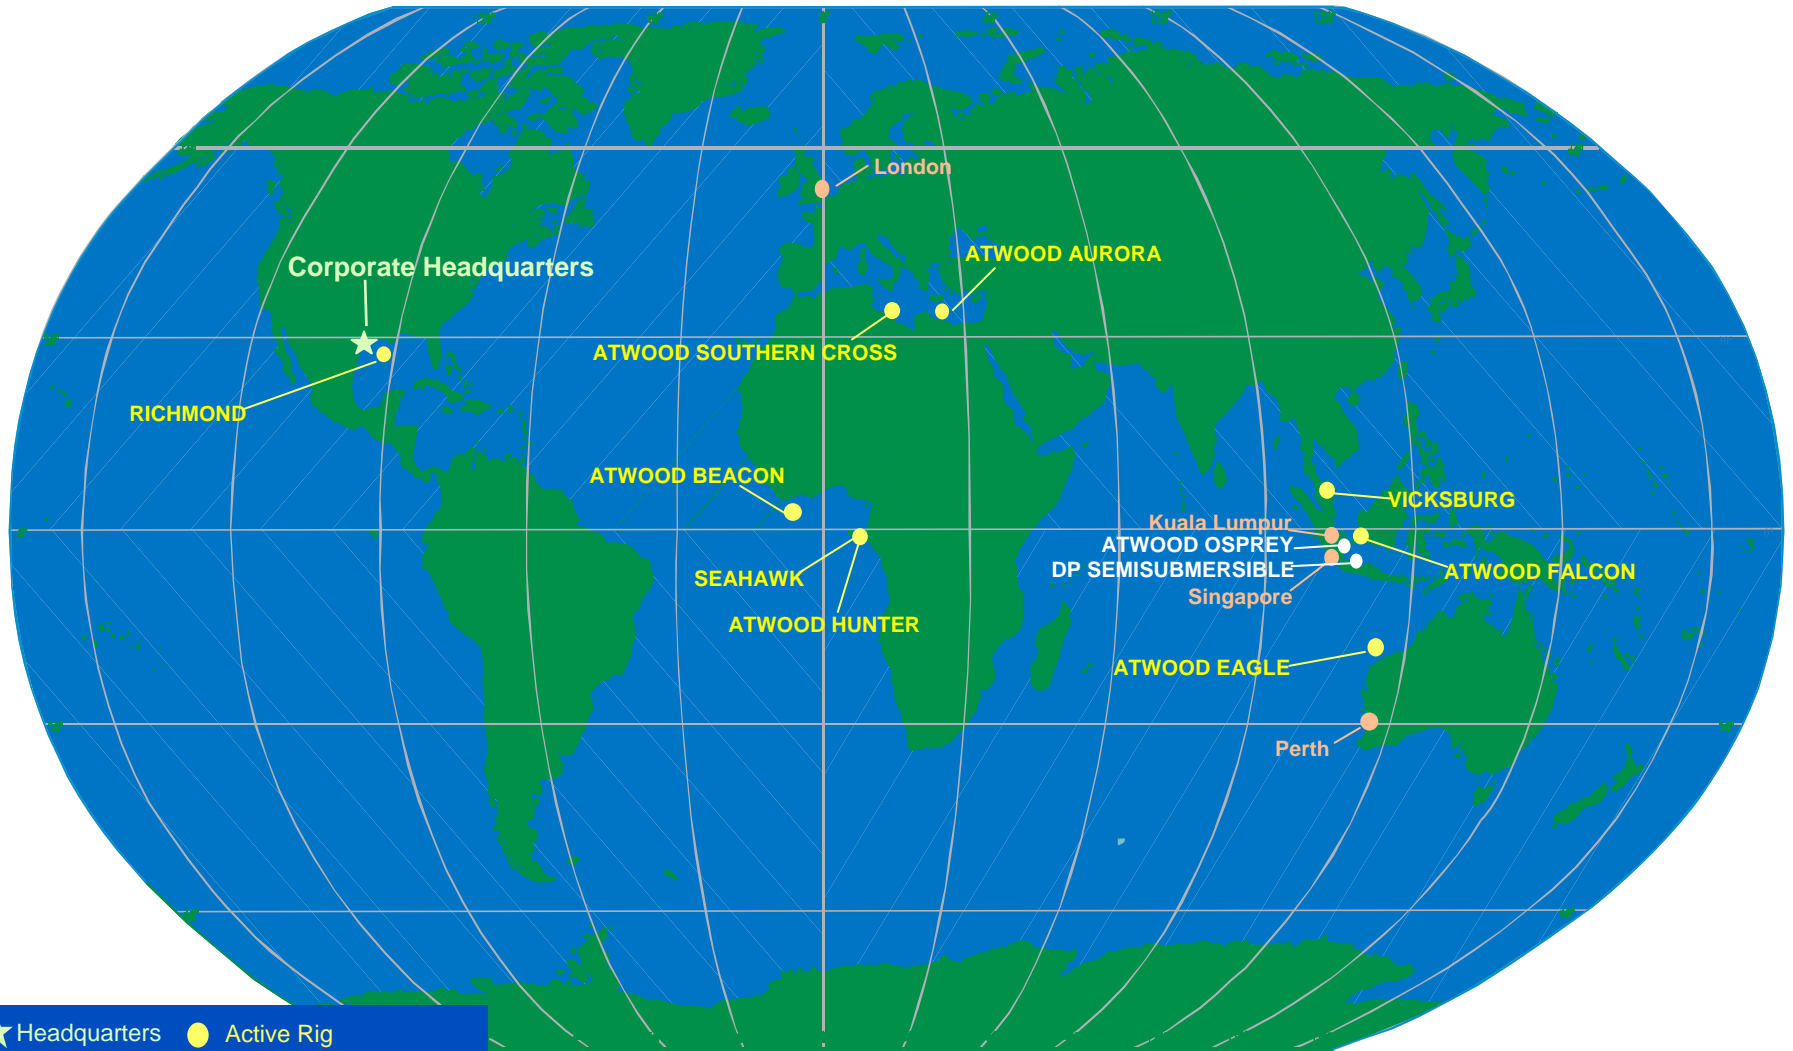 London
ATWOOD AURORA
Corporate Headquarters
ATWOOD SOUTHERN CROSS
RICHMOND
ATWOOD BEACON
VICKSBURG
Kuala Lumpur
ATWOOD OSPREY
DP SEMISUBMERSIBLE
ATWOOD FALCON
SEAHAWK
Singapore
ATWOOD HUNTER
ATWOOD EAGLE
Perth
Headquarters
Active Rig